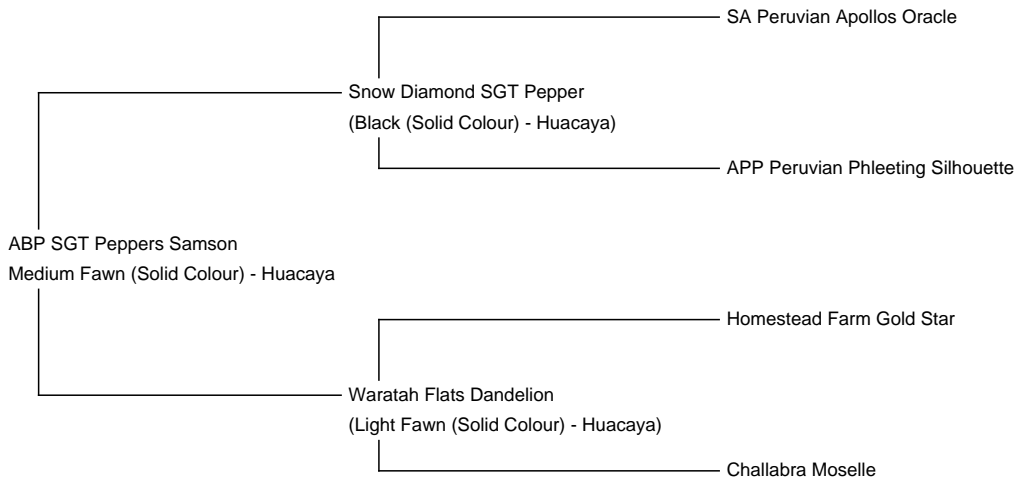 SA Peruvian Apollos Oracle
Snow Diamond SGT Pepper
(Black (Solid Colour) - Huacaya)
APP Peruvian Phleeting Silhouette
ABP SGT Peppers Samson
Medium Fawn (Solid Colour) - Huacaya
Homestead Farm Gold Star
Waratah Flats Dandelion
(Light Fawn (Solid Colour) - Huacaya)
Challabra Moselle